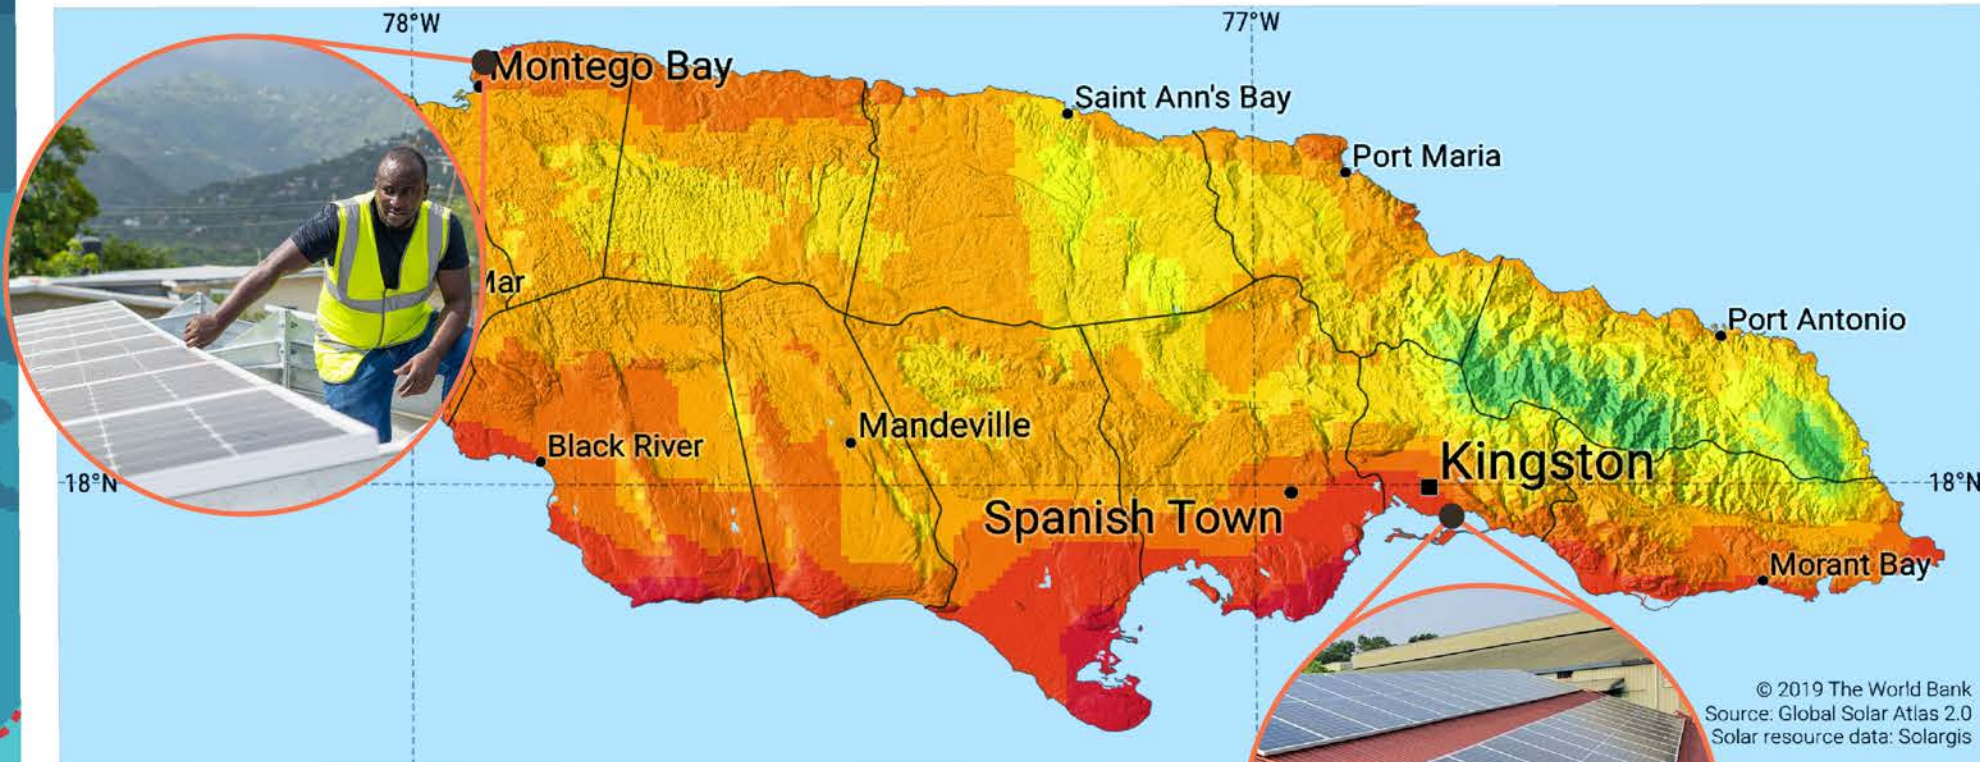 78°W
77°W
Montego Bay
Saint Ann's Bay
Port Maria
Mar
Port Antonio
Mandeville
Black River
Kingston
18°N
18°N
Spanish Town
Morant Bay
© 2019 The World Bank
Source: Global Solar Atlas 2.0
Solar resource data: Solargis